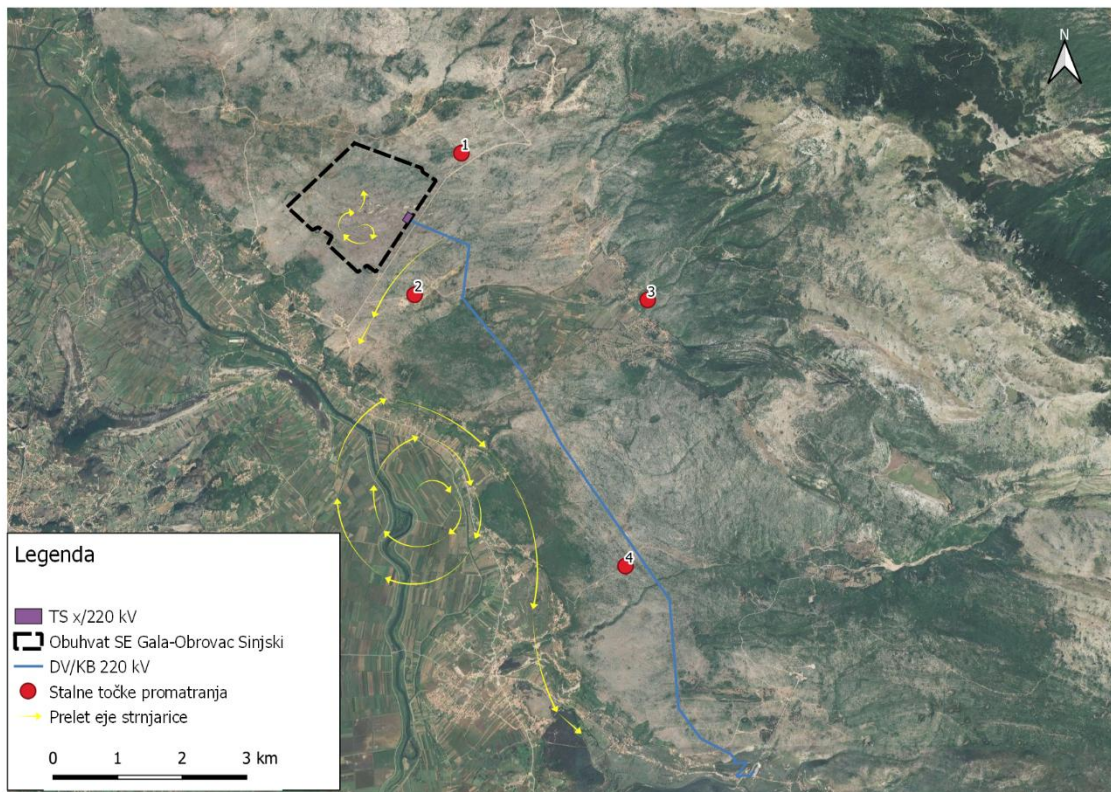 N
1
2
3
4
Legenda
TS x/220 kV
Obuhvat SE Gala-Obrovac Sinjski
DV/KB 220 kV
Stalne točke promatranja
Prelet eje strnjarice
0 1 2 3 km